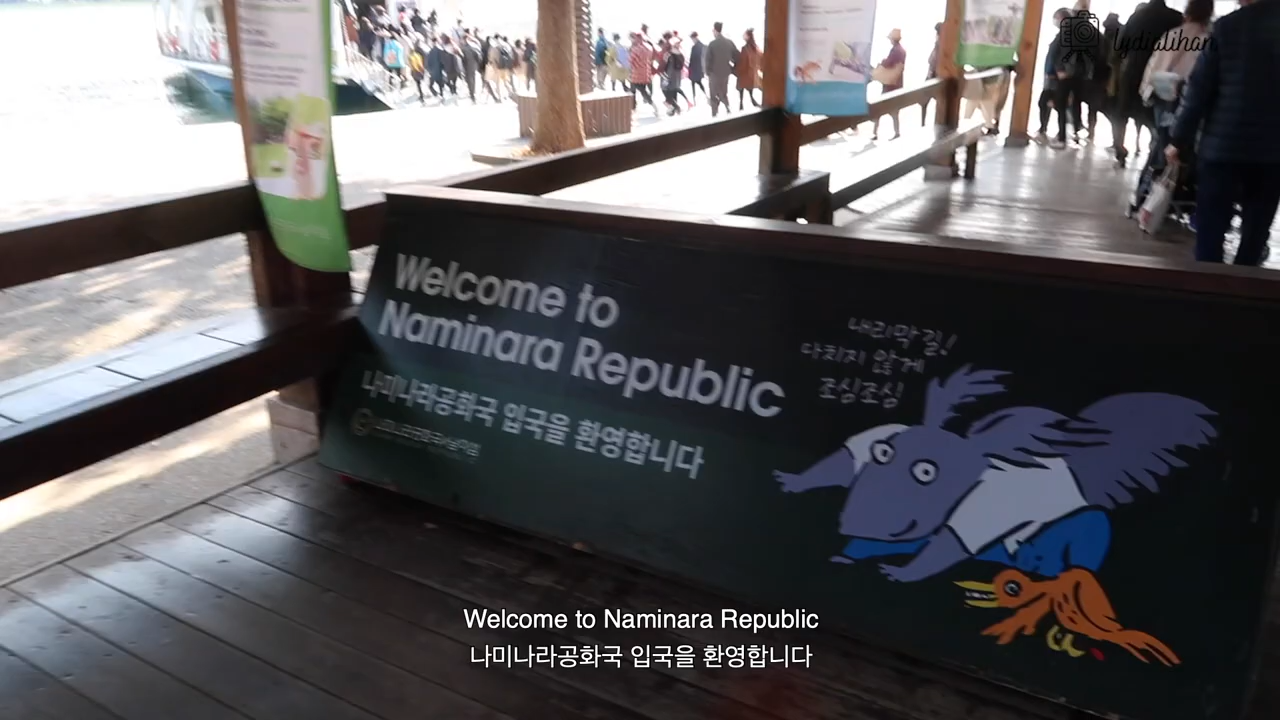 lydialihan
Welcome to
Naminara Republic
나미나라공화국 입국을 환영합니다
내리막길!
다치지 않게
조심조심
Welcome to Naminara Republic
나미나라공화국 입국을 환영합니다